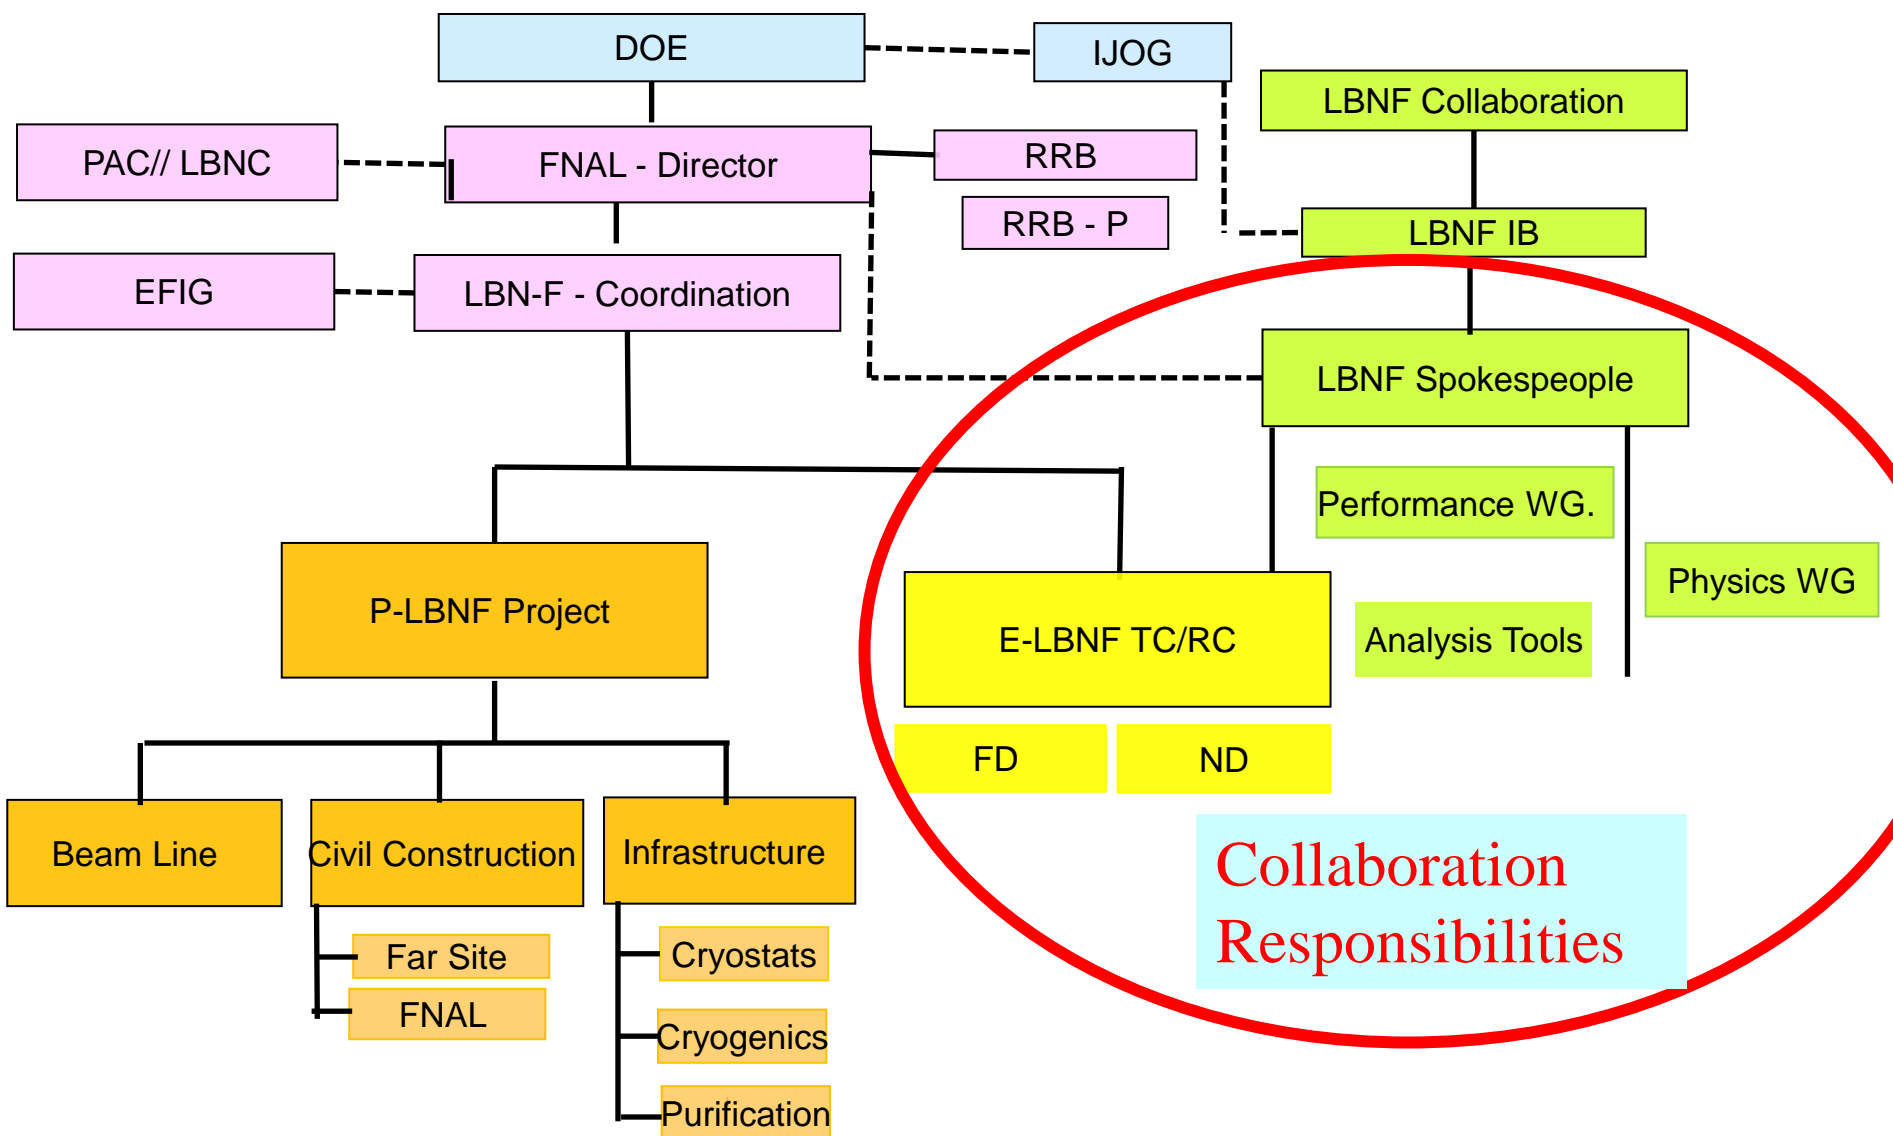 DOE
IJOG
LBNF Collaboration
PAC// LBNC
FNAL - Director
RRB
RRB - P
LBNF IB
EFIG
LBN-F - Coordination
LBNF Spokespeople
Performance WG.
Physics WG
P-LBNF Project
E-LBNF TC/RC
Analysis Tools
FD
ND
Beam Line
Civil Construction
Infrastructure
Collaboration
Responsibilities
Far Site
FNAL
Cryostats
Cryogenics
Purification